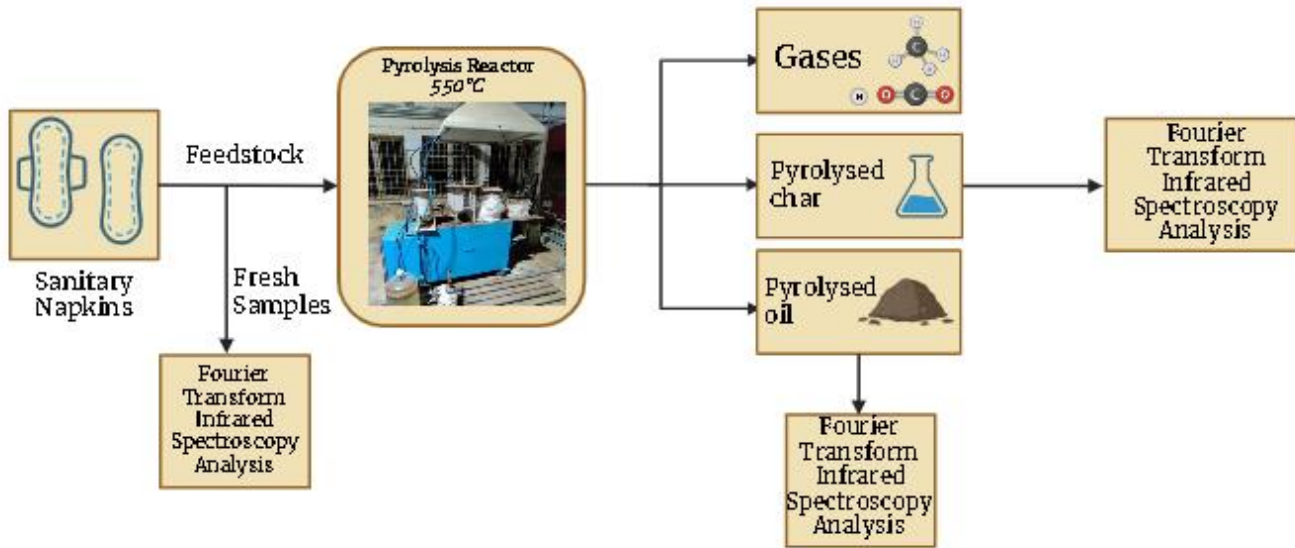 Sanitary
Napkins
Feedstock
Fresh
Samples
Fourier
Transform
Infrared
Spectroscopy
Analysis
Pyrolysis Reactor
550°C
Gases
H
H
H
H
C
H
O
C
O
Pyrolysed
char
Pyrolysed
oil
Fourier
Transform
Infrared
Spectroscopy
Analysis
Fourier
Transform
Infrared
Spectroscopy
Analysis